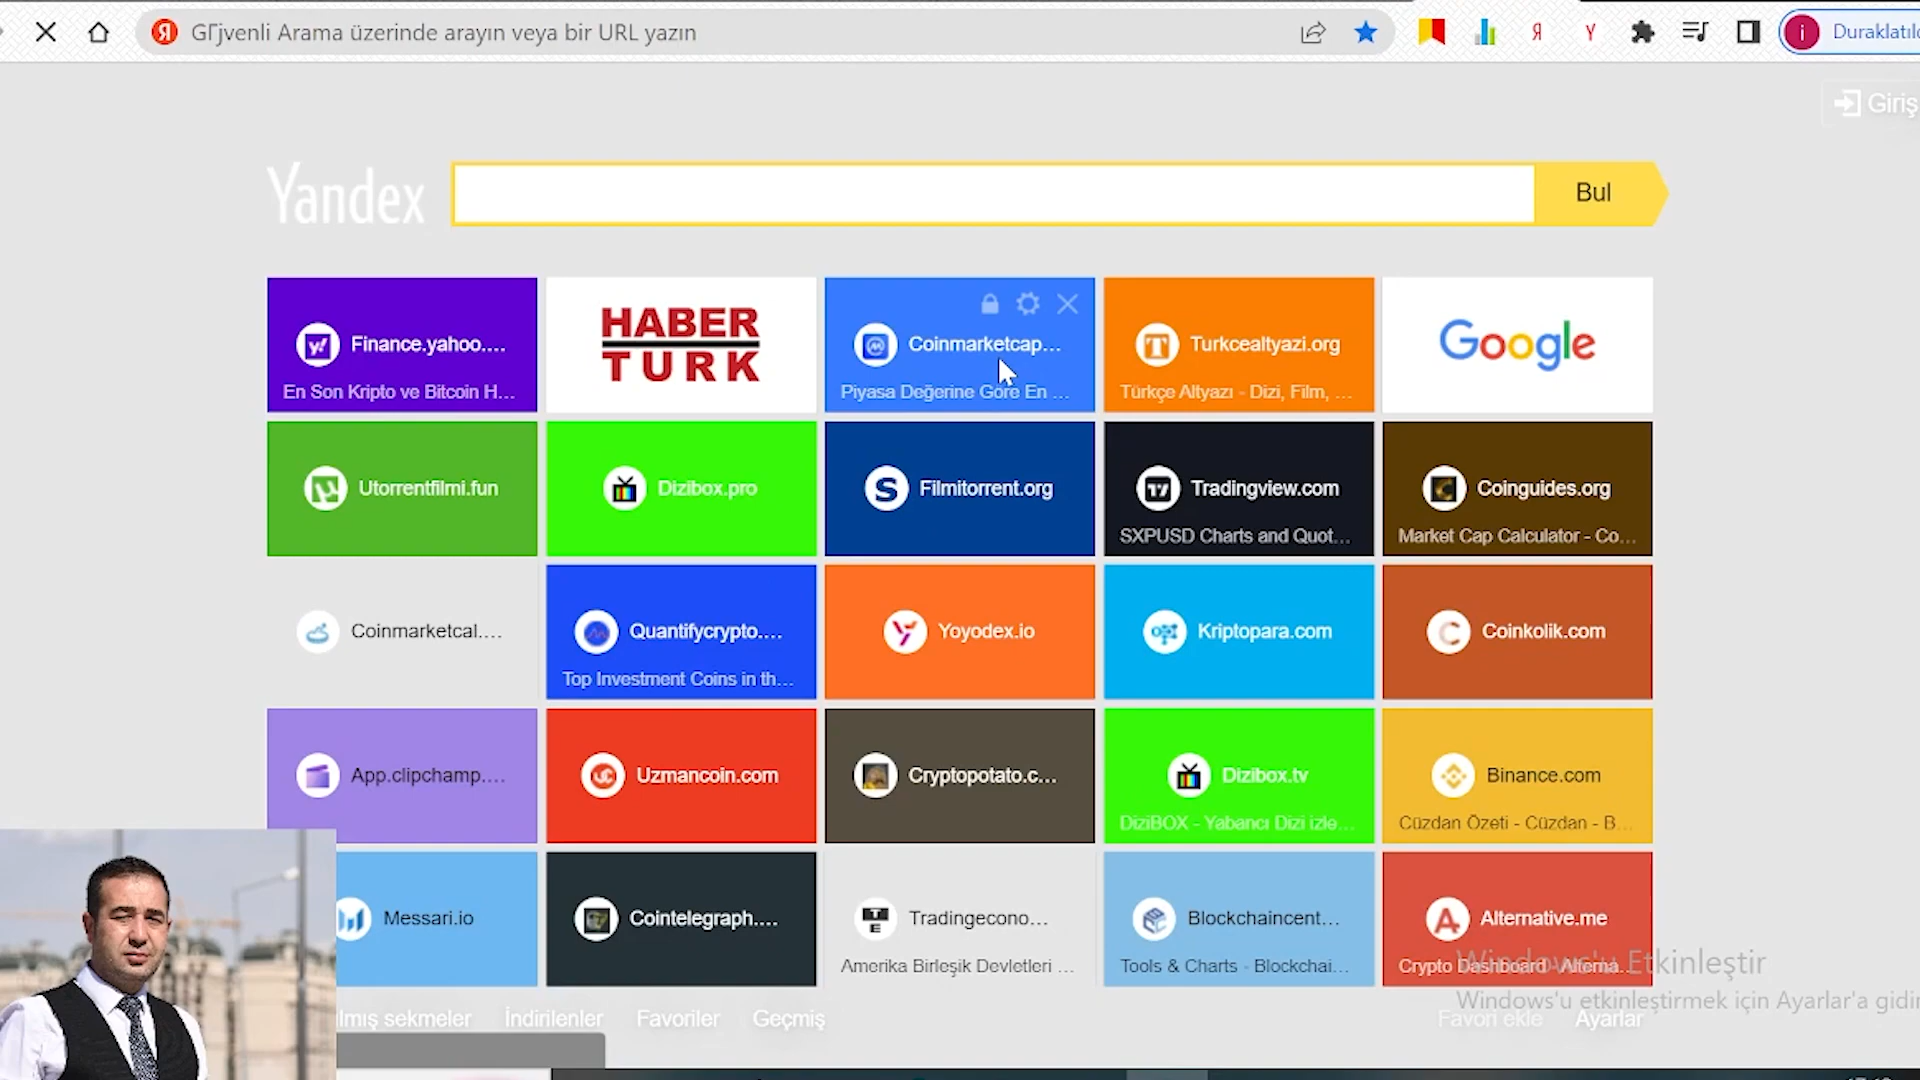 GГјvenli Arama üzerinde arayın veya bir URL yazın
Giriş
Yandex
Bul
Finance.yahoo....
En Son Kripto ve Bitcoin H...
HABER
TURK
Coinmarketcap...
Piyasa Değerine Göre En ...
Turkcealtyazi.org
Türkçe Altyazı - Dizi, Film, ...
Google
Utorrentfilmi.fun
Dizibox.pro
Filmitorrent.org
Tradingview.com
SXPUSD Charts and Quot...
Coinguides.org
Market Cap Calculator - Co...
Coinmarketcal....
Quantifycrypto....
Top Investment Coins in th...
Yoyodex.io
Kriptopara.com
Coinkolik.com
App.clipchamp....
Uzmancoin.com
Cryptopotato.c...
Dizibox.tv
DiziBOX - Yabancı Dizi izle...
Binance.com
Cüzdan Özeti - Cüzdan - B...
Messari.io
Cointelegraph....
Tradingecono...
Amerika Birleşik Devletleri ...
Blockchaincent...
Tools & Charts - Blockchai...
Alternative.me
Crypto Dashboard - Alterna...
Windows'u Etkinleştir
Windows'u etkinleştirmek için Ayarlar'a gidin
sekmeler
İndirilenler
Favoriler
Geçmiş
Favori ekle
Ayarlar